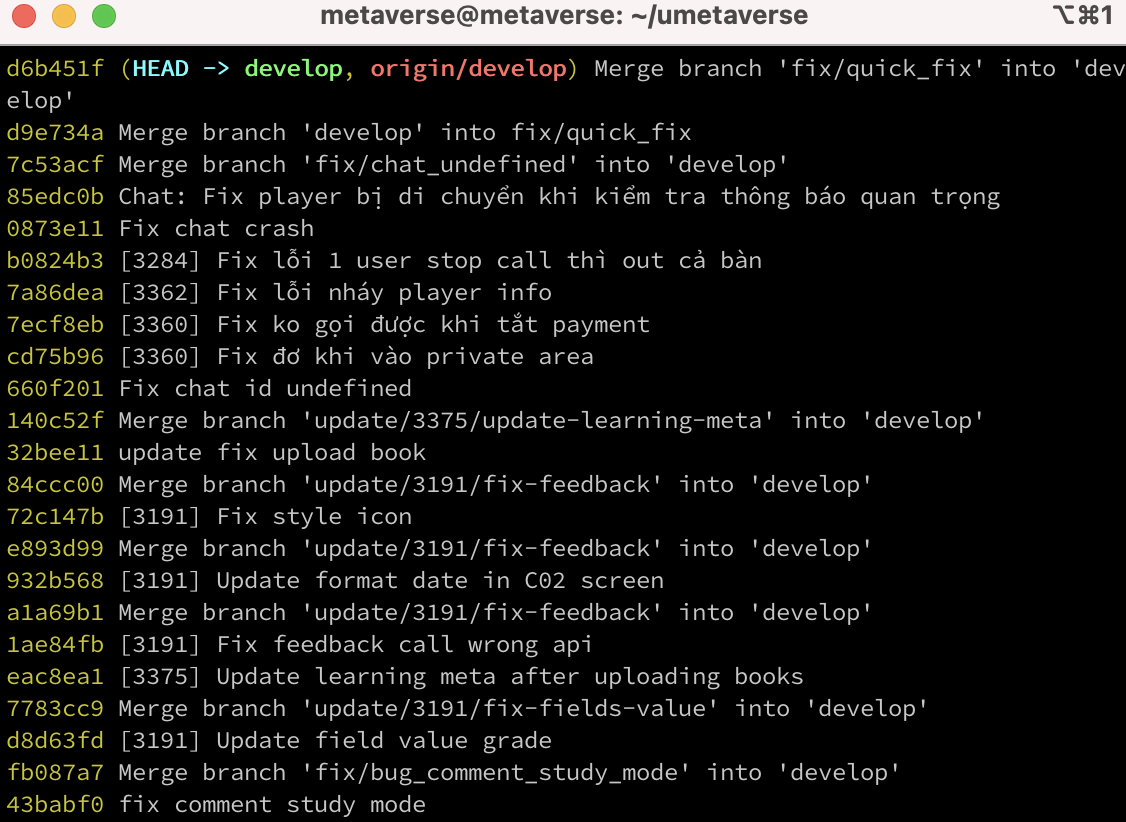 metaverse@metaverse: ~/umetaverse
⌥⌘1
d6b451f (HEAD -> develop, origin/develop) Merge branch 'fix/quick_fix' into 'dev
elop'
d9e734a Merge branch 'develop' into fix/quick_fix
7c53acf Merge branch 'fix/chat_undefined' into 'develop'
85edc0b Chat: Fix player bị di chuyển khi kiểm tra thông báo quan trọng
0873e11 Fix chat crash
b0824b3 [3284] Fix lỗi 1 user stop call thì out cả bàn
7a86dea [3362] Fix lỗi nháy player info
7ecf8eb [3360] Fix ko gọi được khi tắt payment
cd75b96 [3360] Fix đơ khi vào private area
660f201 Fix chat id undefined
140c52f Merge branch 'update/3375/update-learning-meta' into 'develop'
32bee11 update fix upload book
84ccc00 Merge branch 'update/3191/fix-feedback' into 'develop'
72c147b [3191] Fix style icon
e893d99 Merge branch 'update/3191/fix-feedback' into 'develop'
932b568 [3191] Update format date in C02 screen
a1a69b1 Merge branch 'update/3191/fix-feedback' into 'develop'
1ae84fb [3191] Fix feedback call wrong api
eac8ea1 [3375] Update learning meta after uploading books
7783cc9 Merge branch 'update/3191/fix-fields-value' into 'develop'
d8d63fd [3191] Update field value grade
fb087a7 Merge branch 'fix/bug_comment_study_mode' into 'develop'
43babf0 fix comment study mode